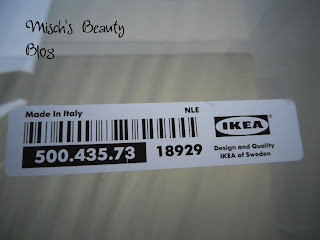 Misch's Beauty
Blog
Made In Italy
NLE
500.435.73
18929
IKEA
Design and Quality
IKEA of Sweden